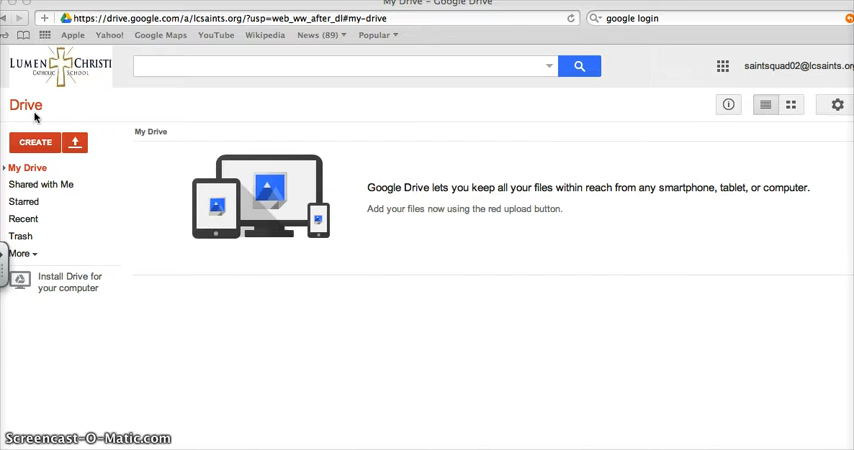 My Drive – Google Drive
https://drive.google.com/a/lcsaints.org/?usp=web_ww_after_dl#my-drive
google login
Apple Yahoo! Google Maps YouTube Wikipedia News (89) Popular
LUMEN CHRISTI
CATHOLIC SCHOOL
saintsquad02@lcsaints.org
Drive
CREATE
My Drive
My Drive
Shared with Me
Starred
Recent
Trash
More
Install Drive for
your computer
Google Drive lets you keep all your files within reach from any smartphone, tablet, or computer.
Add your files now using the red upload button.
Screencast-O-Matic.com